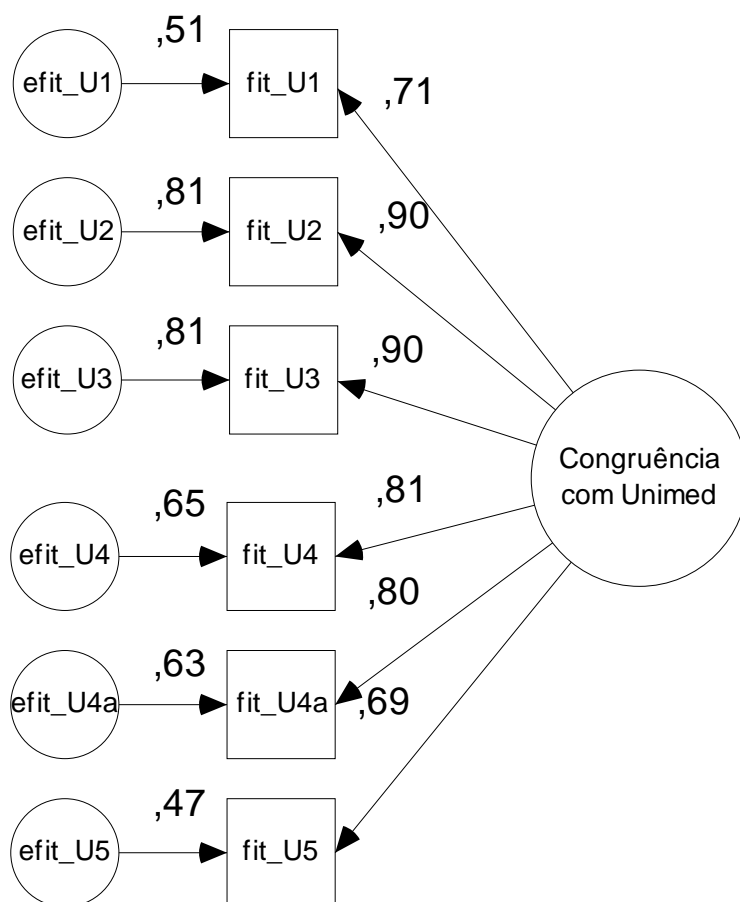 ,51
efit_U1
fit_U1
,71
,81
efit_U2
fit_U2
,90
,81
efit_U3
fit_U3
,90
Congruência
com Unimed
,65
efit_U4
fit_U4
,81
,80
,63
efit_U4a
fit_U4a
,69
,47
efit_U5
fit_U5